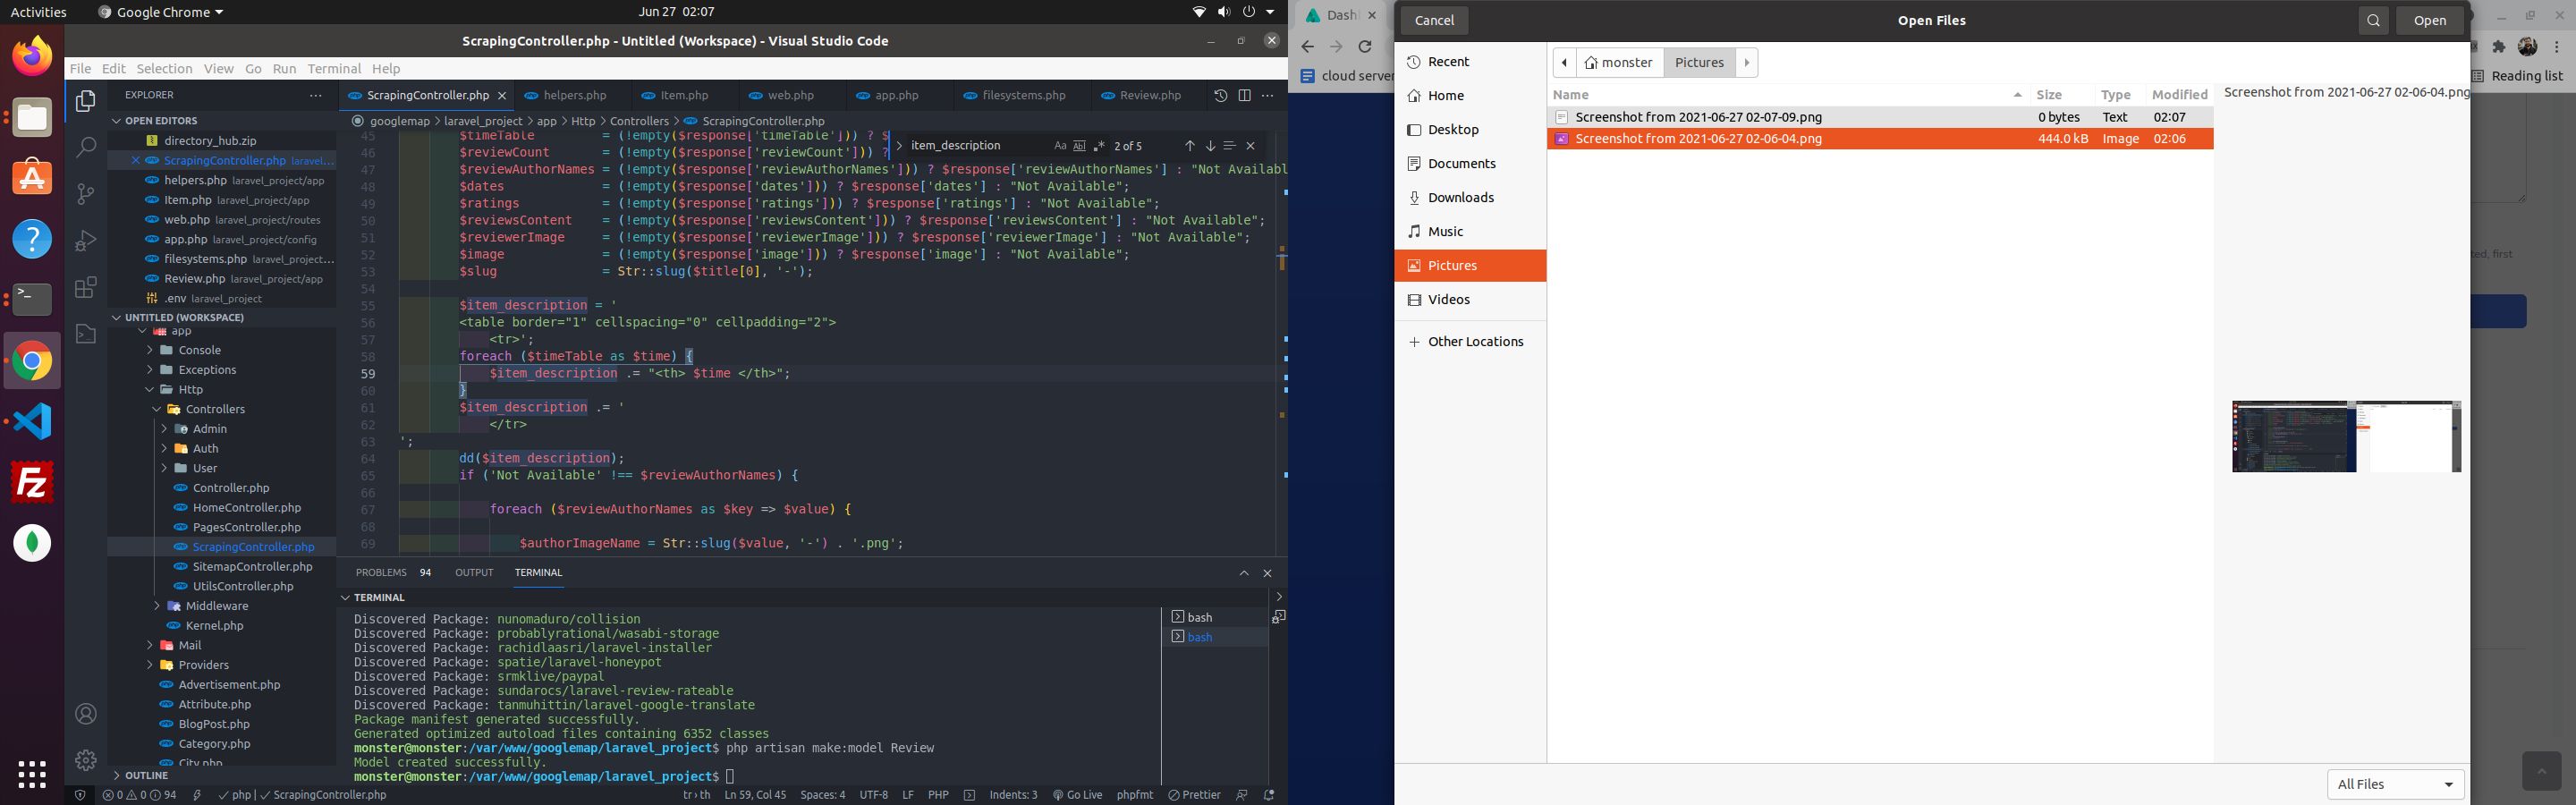 Activities
Google Chrome
Jun 27 02:07
ScrapingController.php - Untitled (Workspace) - Visual Studio Code
File Edit Selection View Go Run Terminal Help
EXPLORER
OPEN EDITORS
directory_hub.zip
ScrapingController.php laravel...
helpers.php laravel_project/app
Item.php laravel_project/app
web.php laravel_project/routes
app.php laravel_project/config
filesystems.php laravel_project...
Review.php laravel_project/app
.env laravel_project
UNTITLED (WORKSPACE)
app
Console
Exceptions
Http
Controllers
Admin
Auth
User
Controller.php
HomeController.php
PagesController.php
ScrapingController.php
SitemapController.php
UtilsController.php
Middleware
Kernel.php
Mail
Providers
Advertisement.php
Attribute.php
BlogPost.php
Category.php
City.php
OUTLINE
ScrapingController.php helpers.php Item.php web.php app.php filesystems.php Review.php
googlemap > laravel_project > app > Http > Controllers > ScrapingController.php
item_description Aa 2 of 5
45 $timeTable = (!empty($response['timeTable'])) ? $
46 $reviewCount = (!empty($response['reviewCount'])) ?
47 $reviewAuthorNames = (!empty($response['reviewAuthorNames'])) ? $response['reviewAuthorNames'] : "Not Availabl
48 $dates = (!empty($response['dates'])) ? $response['dates'] : "Not Available";
49 $ratings = (!empty($response['ratings'])) ? $response['ratings'] : "Not Available";
50 $reviewsContent = (!empty($response['reviewsContent'])) ? $response['reviewsContent'] : "Not Available";
51 $reviewerImage = (!empty($response['reviewerImage'])) ? $response['reviewerImage'] : "Not Available";
52 $image = (!empty($response['image'])) ? $response['image'] : "Not Available";
53 $slug = Str::slug($title[0], '-');
54
55 $item_description = '
56 <table border="1" cellspacing="0" cellpadding="2">
57 <tr>';
58 foreach ($timeTable as $time) {
59 $item_description .= "<th> $time </th>";
60 }
61 $item_description .= '
62 </tr>
63 ';
64 dd($item_description);
65 if ('Not Available' !== $reviewAuthorNames) {
66
67 foreach ($reviewAuthorNames as $key => $value) {
68
69 $authorImageName = Str::slug($value, '-') . '.png';
PROBLEMS 94 OUTPUT TERMINAL
TERMINAL
Discovered Package: nunomaduro/collision
Discovered Package: probablyrational/wasabi-storage
Discovered Package: rachidlaasri/laravel-installer
Discovered Package: spatie/laravel-honeypot
Discovered Package: srmklive/paypal
Discovered Package: sundarocs/laravel-review-rateable
Discovered Package: tanmuhittin/laravel-google-translate
Package manifest generated successfully.
Generated optimized autoload files containing 6352 classes
monster@monster:/var/www/googlemap/laravel_project$ php artisan make:model Review
Model created successfully.
monster@monster:/var/www/googlemap/laravel_project$
bash
bash
0 0 94 php | ScrapingController.php
tr›th Ln 59, Col 45 Spaces: 4 UTF-8 LF PHP Indents: 3 Go Live phpfmt Prettier
Dash
cloud server
Cancel
Open Files
Open
Recent
Home
Desktop
Documents
Downloads
Music
Pictures
Videos
Other Locations
monster Pictures
Name Size Type Modified
Screenshot from 2021-06-27 02-07-09.png 0 bytes Text 02:07
Screenshot from 2021-06-27 02-06-04.png 444.0 kB Image 02:06
Screenshot from 2021-06-27 02-06-04.png
All Files
Reading list
ted, first